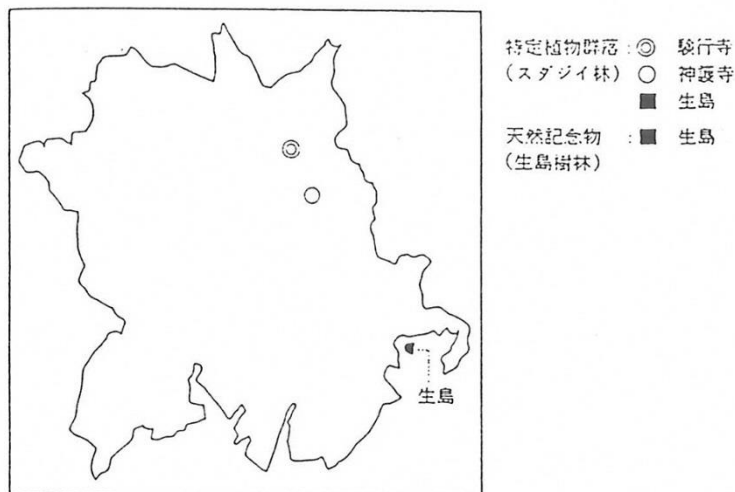 特定植物群落:◎ 験行寺
(スダジイ林) ○ 神護寺
■ 生島
天然記念物 :■ 生島
(生島樹林)
生島